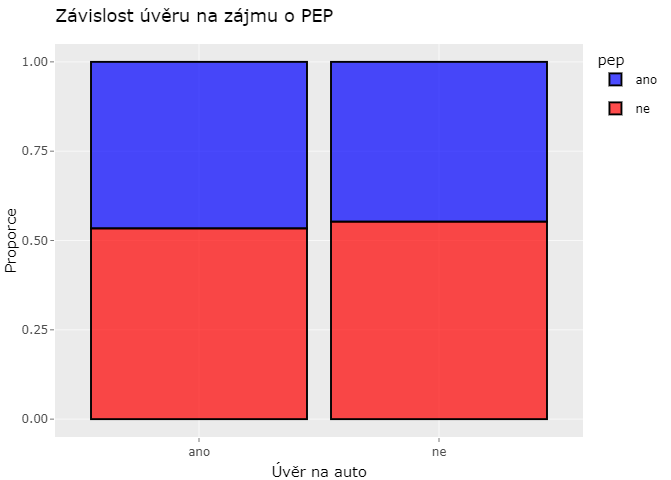 Závislost úvěru na zájmu o PEP
1.00
0.75
0.50
0.25
0.00
Proporce
ano
ne
Úvěr na auto
pep
ano
ne